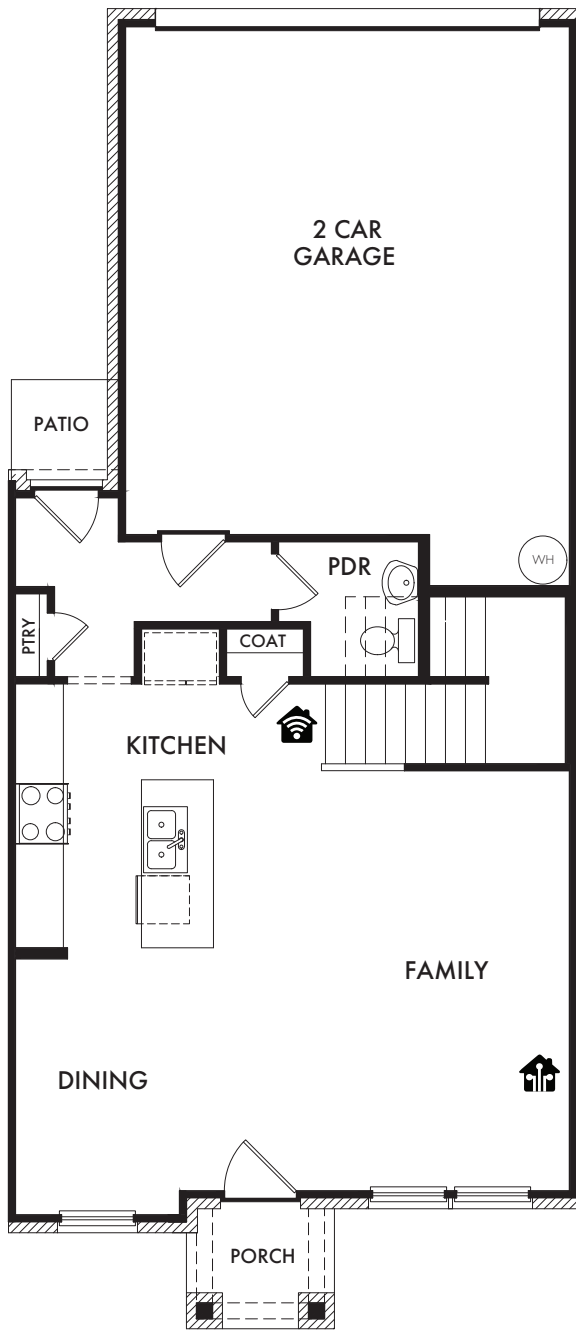 2 CAR
GARAGE
PATIO
WH
PDR
PTRY
COAT
KITCHEN
FAMILY
DINING
PORCH